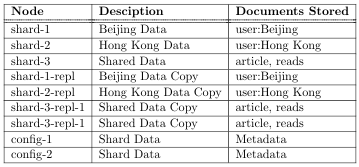 Node Desciption Documents Stored
shard-1 Beijing Data user:Beijing
shard-2 Hong Kong Data user:Hong Kong
shard-3 Shared Data article, reads
shard-1-repl Beijing Data Copy user:Beijing
shard-2-repl Hong Kong Data Copy user:Hong Kong
shard-3-repl-1 Shared Data Copy article, reads
shard-3-repl-1 Shared Data Copy article, reads
config-1 Shard Data Metadata
config-2 Shard Data Metadata